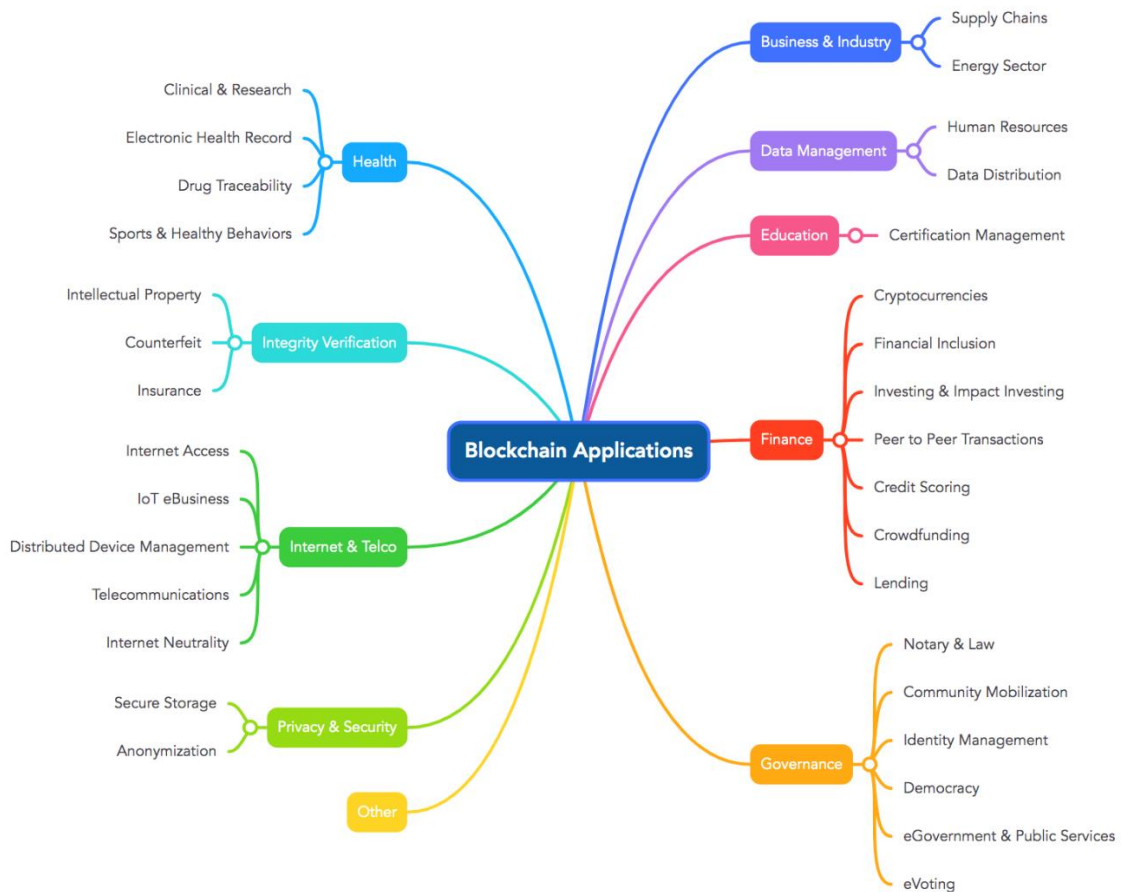 Blockchain Applications
Business & Industry
Supply Chains
Energy Sector
Data Management
Human Resources
Data Distribution
Education
Certification Management
Finance
Cryptocurrencies
Financial Inclusion
Investing & Impact Investing
Peer to Peer Transactions
Credit Scoring
Crowdfunding
Lending
Governance
Notary & Law
Community Mobilization
Identity Management
Democracy
eGovernment & Public Services
eVoting
Health
Clinical & Research
Electronic Health Record
Drug Traceability
Sports & Healthy Behaviors
Integrity Verification
Intellectual Property
Counterfeit
Insurance
Internet & Telco
Internet Access
IoT eBusiness
Distributed Device Management
Telecommunications
Internet Neutrality
Privacy & Security
Secure Storage
Anonymization
Other